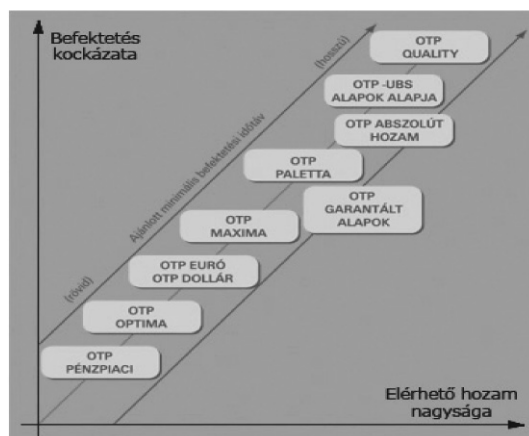 Befektetés
kockázata
OTP
QUALITY
(hosszú)
OTP -UBS
ALAPOK ALAPJA
OTP ABSZOLÚT
HOZAM
Ajánlott minimális befektetési időtáv
OTP
PALETTA
OTP
GARANTÁLT
ALAPOK
OTP
MAXIMA
OTP EURÓ
OTP DOLLÁR
(rövid)
OTP
OPTIMA
OTP
PÉNZPIACI
Elérhető hozam
nagysága